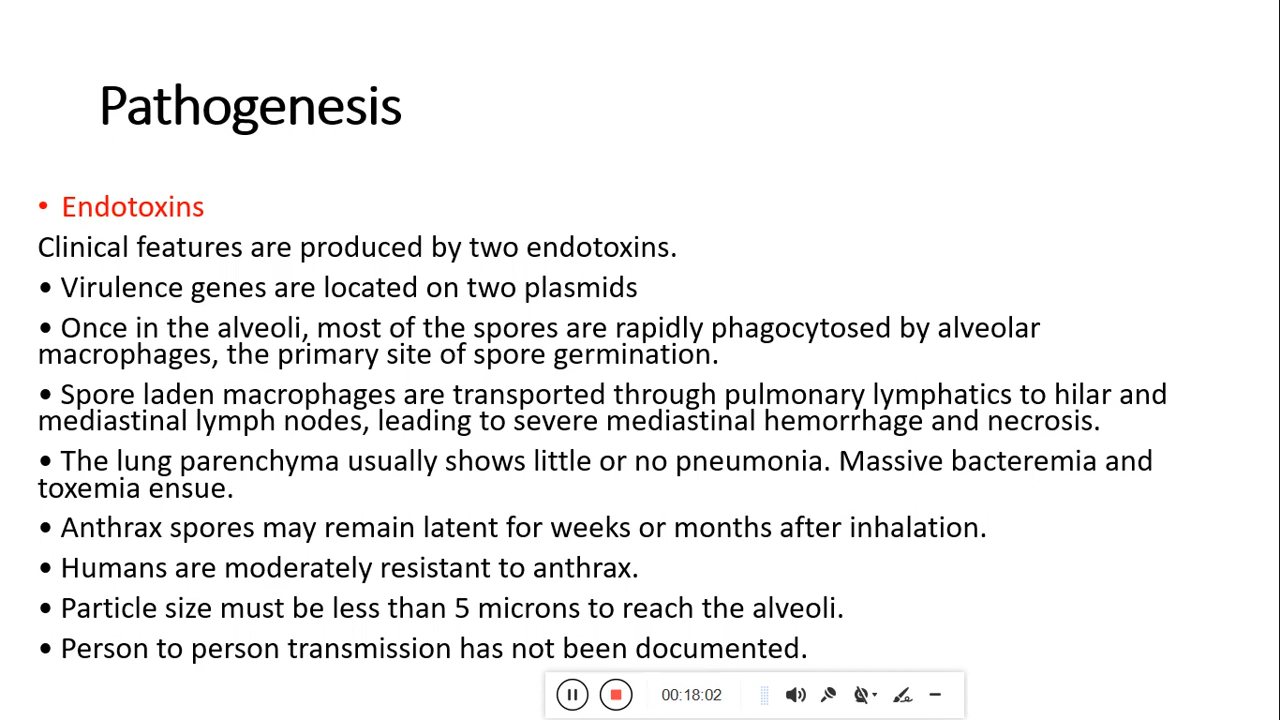 Pathogenesis
• Endotoxins
Clinical features are produced by two endotoxins.
• Virulence genes are located on two plasmids
• Once in the alveoli, most of the spores are rapidly phagocytosed by alveolar
macrophages, the primary site of spore germination.
• Spore laden macrophages are transported through pulmonary lymphatics to hilar and
mediastinal lymph nodes, leading to severe mediastinal hemorrhage and necrosis.
• The lung parenchyma usually shows little or no pneumonia. Massive bacteremia and
toxemia ensue.
• Anthrax spores may remain latent for weeks or months after inhalation.
• Humans are moderately resistant to anthrax.
• Particle size must be less than 5 microns to reach the alveoli.
• Person to person transmission has not been documented.
00:18:02